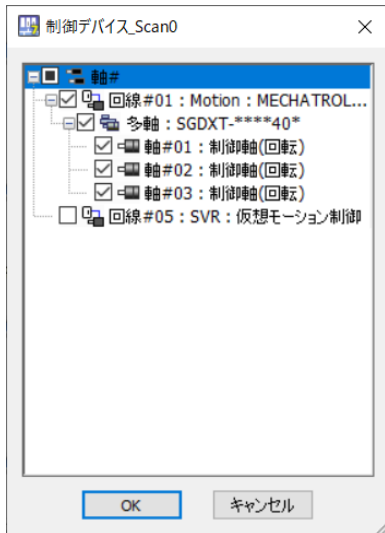 制御デバイス_Scan0
軸#
回線#01 : Motion : MECHATROL...
多軸 : SGDXT-****40*
軸#01 : 制御軸(回転)
軸#02 : 制御軸(回転)
軸#03 : 制御軸(回転)
回線#05 : SVR : 仮想モーション制御
OK
キャンセル